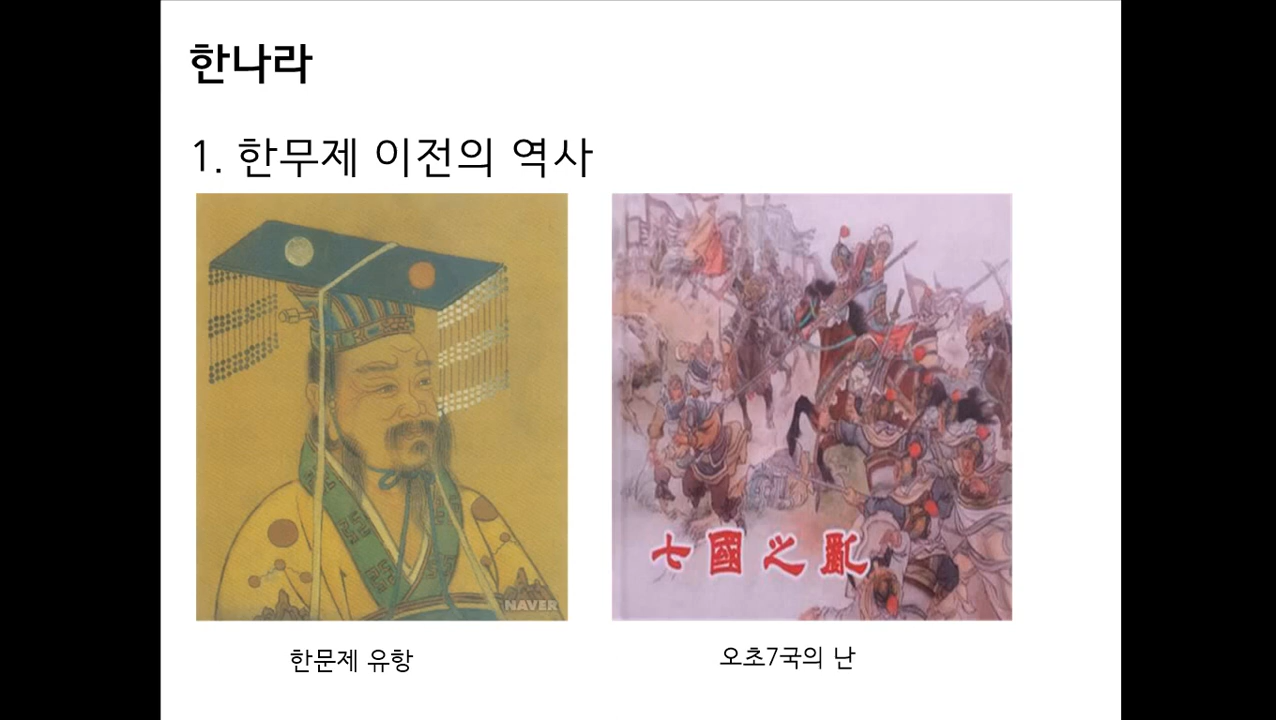 한나라
1. 한무제 이전의 역사
NAVER
七國之亂
한문제 유항
오초7국의 난